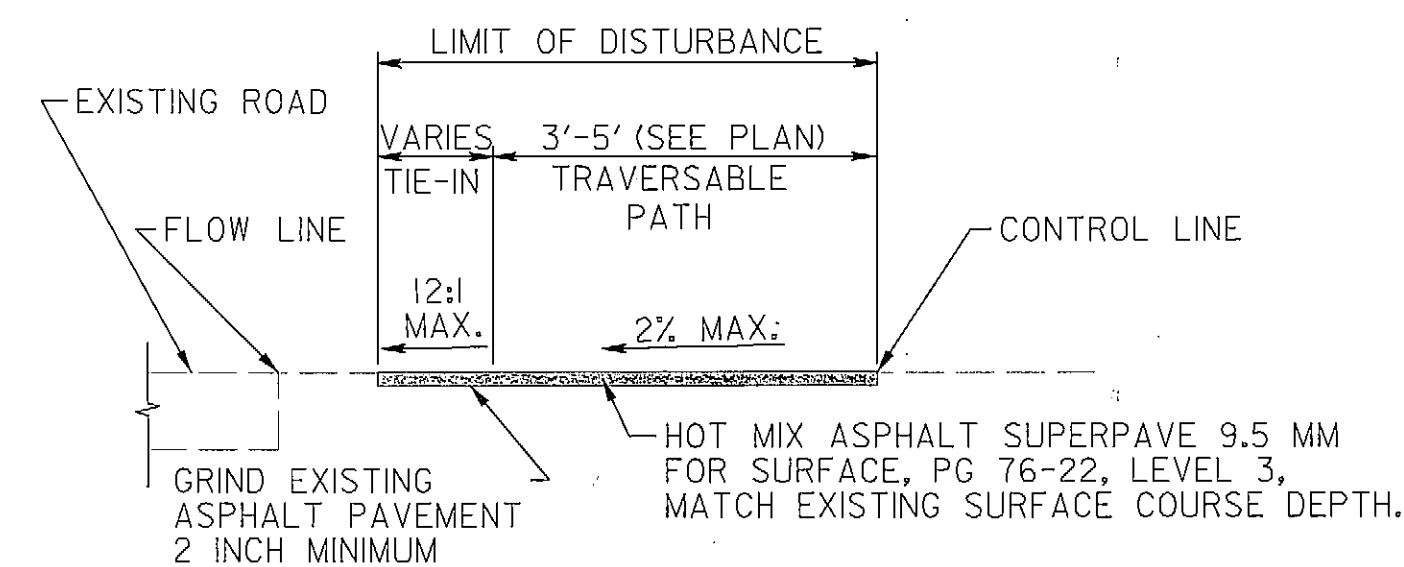 LIMIT OF DISTURBANCE
EXISTING ROAD
VARIES
3'-5' (SEE PLAN)
TIE-IN
TRAVERSABLE
PATH
FLOW LINE
CONTROL LINE
12:1
MAX.
2% MAX.
HOT MIX ASPHALT SUPERPAVE 9.5 MM
FOR SURFACE, PG 76-22, LEVEL 3,
MATCH EXISTING SURFACE COURSE DEPTH.
GRIND EXISTING
ASPHALT PAVEMENT
2 INCH MINIMUM